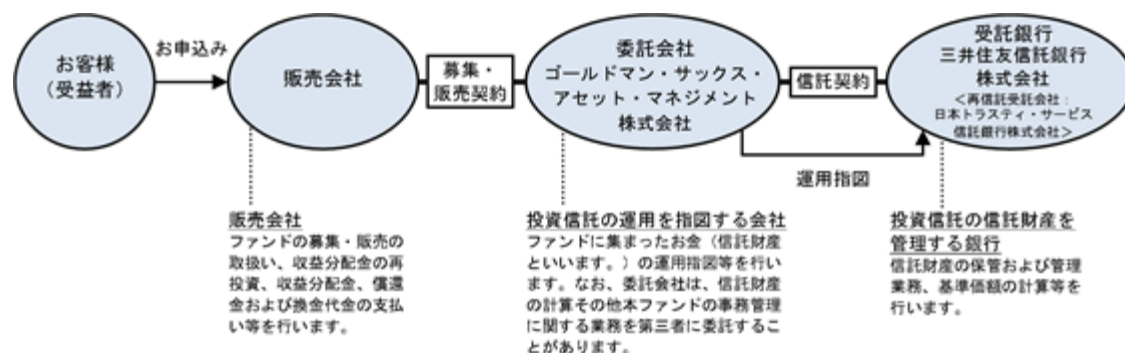 お客様
（受益者）
お申込み
販売会社
募集・
販売契約
委託会社
ゴールドマン・サックス・
アセット・マネジメント
株式会社
信託契約
受託銀行
三井住友信託銀行
株式会社
＜再信託受託会社：
日本トラスティ・サービス
信託銀行株式会社＞
運用指図
販売会社
ファンドの募集・販売の
取扱い、収益分配金の再
投資、収益分配金、償還
金および換金代金の支払
い等を行います。
投資信託の運用を指図する会社
ファンドに集まったお金（信託財産
といいます。）の運用指図等を行い
ます。なお、委託会社は、信託財産
の計算その他本ファンドの事務管理
に関する業務を第三者に委託するこ
とがあります。
投資信託の信託財産を
管理する銀行
信託財産の保管および管理
業務、基準価額の計算等を
行います。